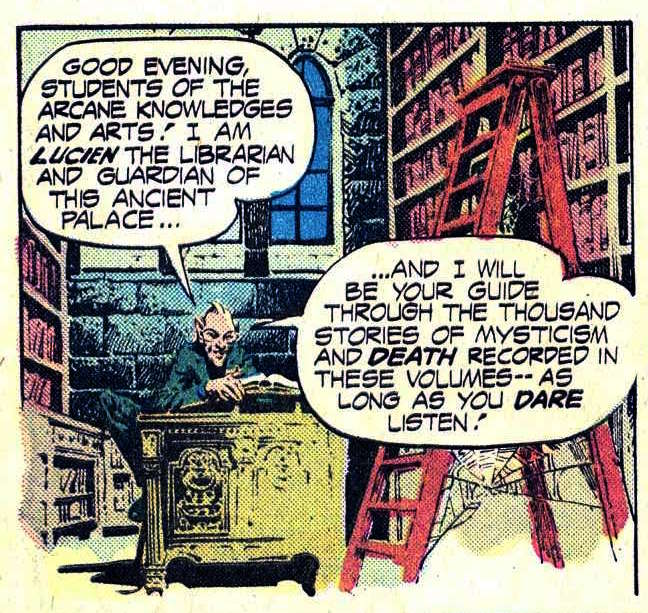 GOOD EVENING,
STUDENTS OF THE
ARCANE KNOWLEDGES
AND ARTS! I AM
LUCIEN THE LIBRARIAN
AND GUARDIAN OF
THIS ANCIENT
PALACE...
...AND I WILL
BE YOUR GUIDE
THROUGH THE THOUSAND
STORIES OF MYSTICISM
AND DEATH RECORDED IN
THESE VOLUMES--AS
LONG AS YOU DARE
LISTEN!